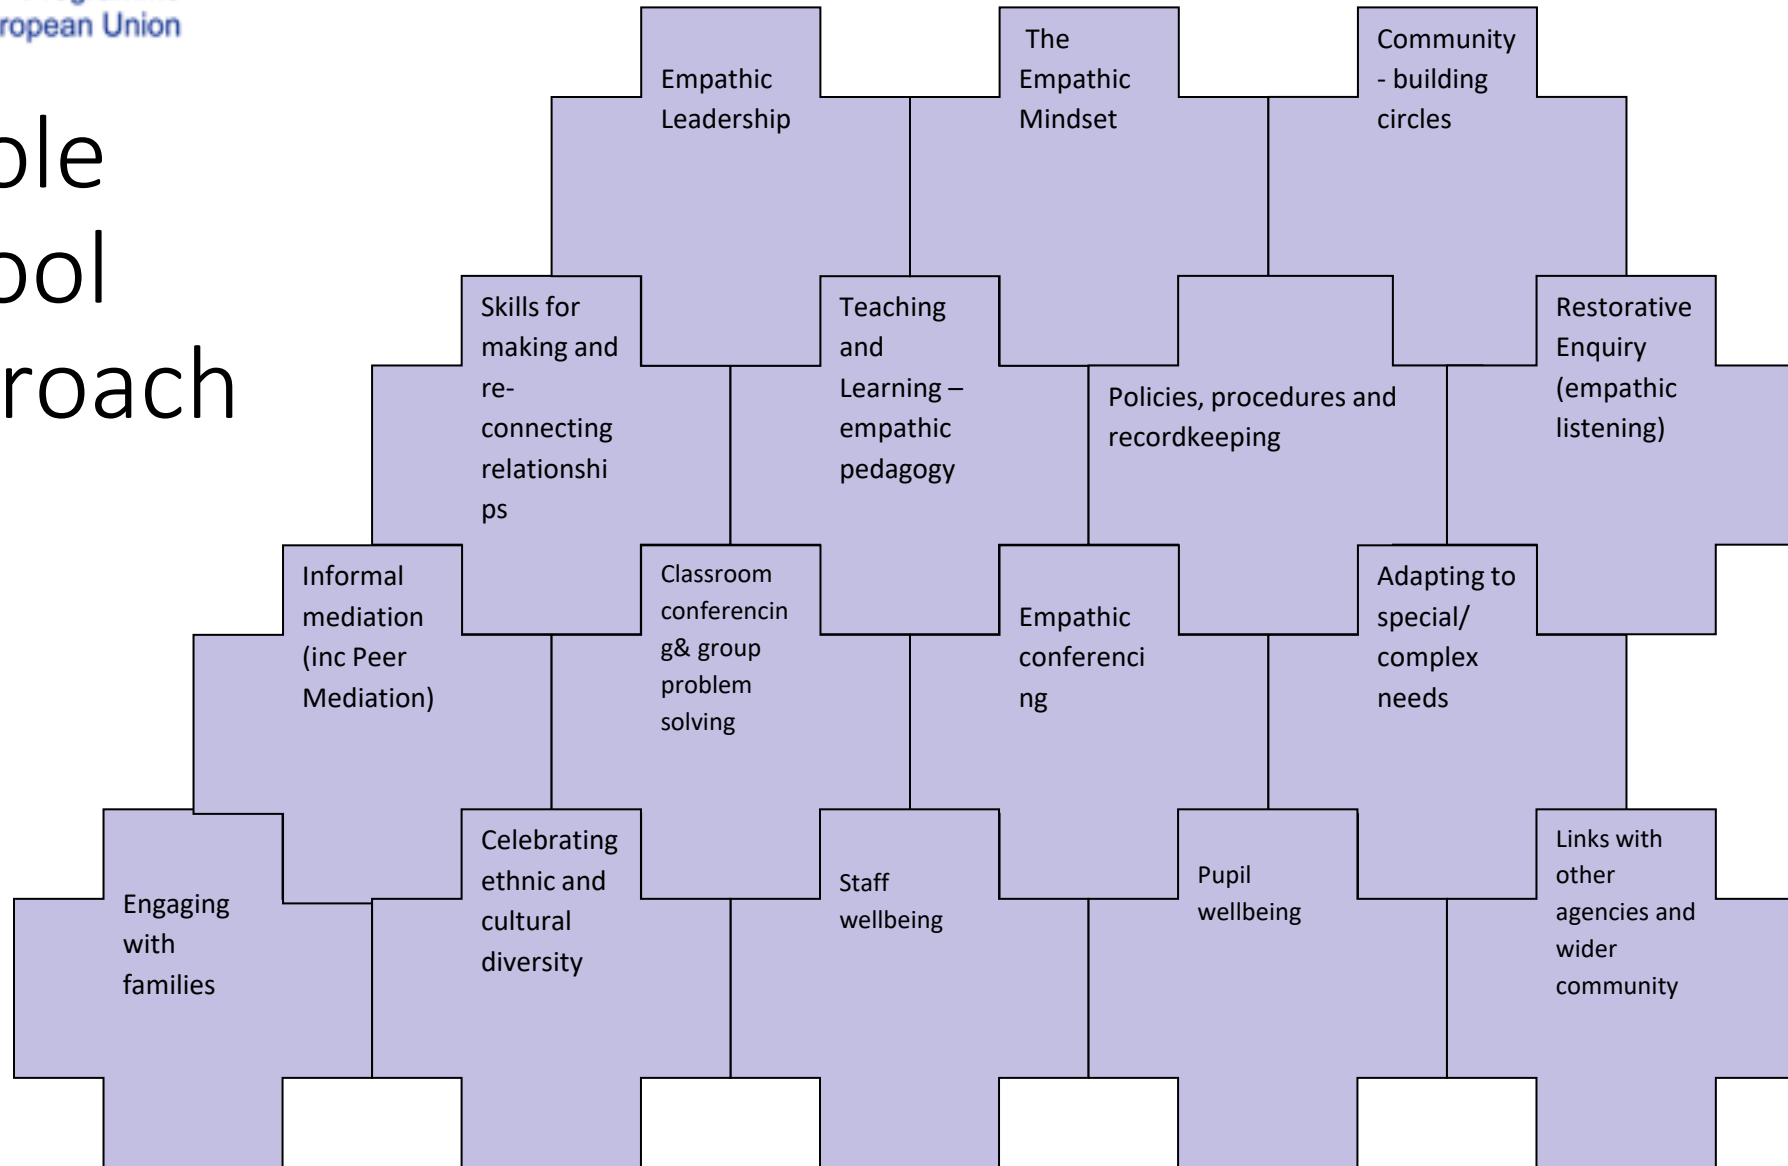 ropean Union
ole
ool
roach
Empathic
Leadership
The
Empathic
Mindset
Community
- building
circles
Skills for
making and
re-
connecting
relationshi
ps
Teaching
and
Learning –
empathic
pedagogy
Policies, procedures and
recordkeeping
Restorative
Enquiry
(empathic
listening)
Informal
mediation
(inc Peer
Mediation)
Classroom
conferencin
g& group
problem
solving
Empathic
conferenci
ng
Adapting to
special/
complex
needs
Engaging
with
families
Celebrating
ethnic and
cultural
diversity
Staff
wellbeing
Pupil
wellbeing
Links with
other
agencies and
wider
community